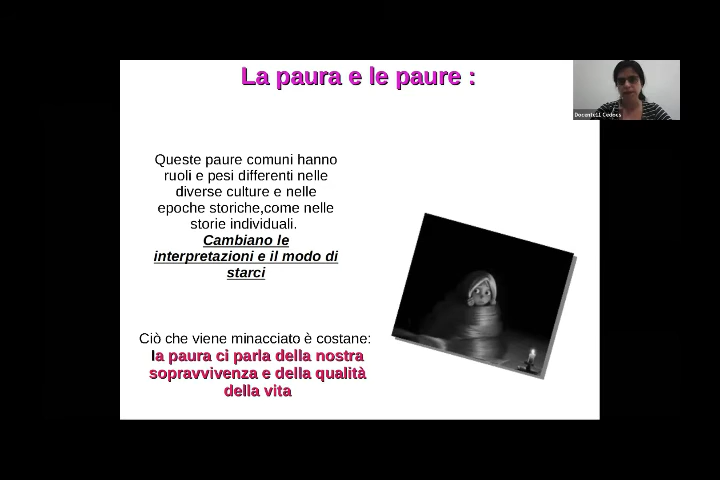 La paura e le paure :
Docente11 Cedocs
Queste paure comuni hanno
ruoli e pesi differenti nelle
diverse culture e nelle
epoche storiche,come nelle
storie individuali.
Cambiano le
interpretazioni e il modo di
starci
Ciò che viene minacciato è costane:
la paura ci parla della nostra
sopravvivenza e della qualità
della vita